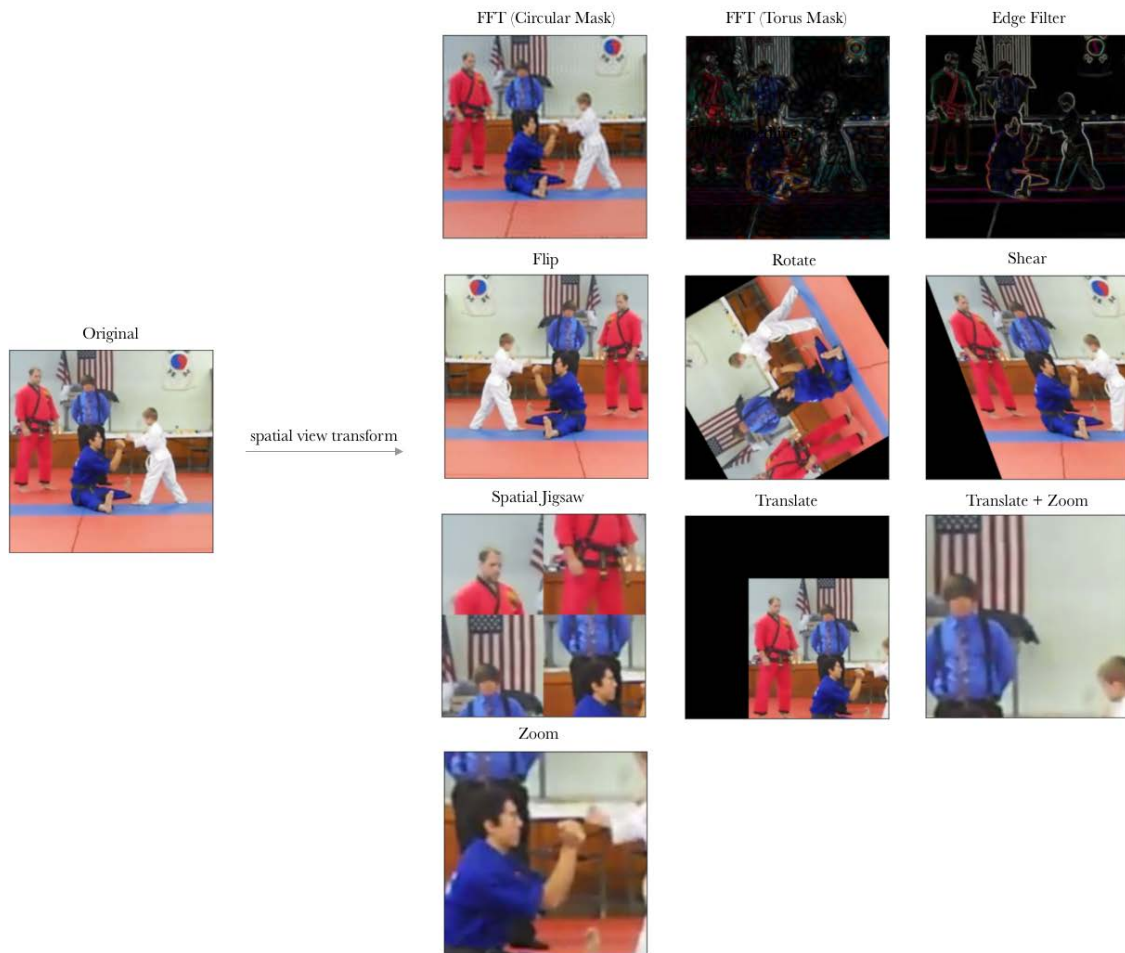 FFT (Circular Mask)
FFT (Torus Mask)
Edge Filter
Flip
Rotate
Shear
Original
spatial view transform
Spatial Jigsaw
Translate
Translate + Zoom
Zoom